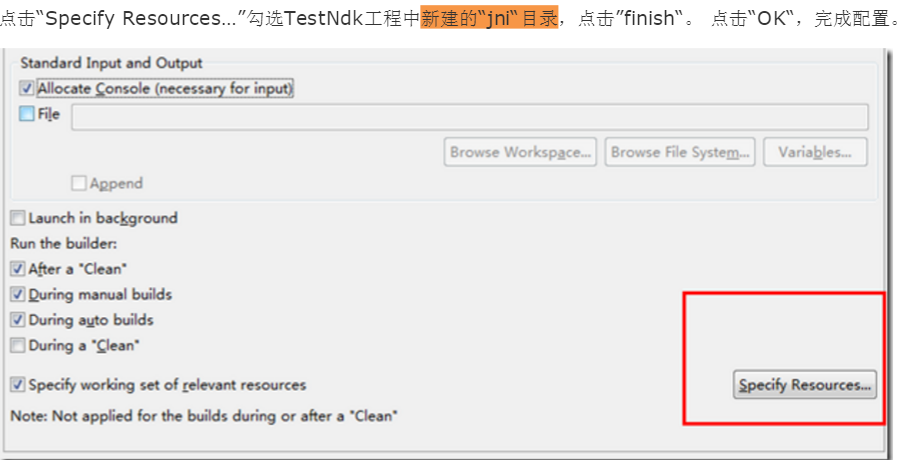 点击“Specify Resources…”勾选TestNdk工程中新建的“jni“目录，点击”finish“。 点击“OK“，完成配置。
Standard Input and Output
Allocate Console (necessary for input)
File
Browse Workspace... Browse File System... Variables...
Append
Launch in background
Run the builder:
After a "Clean"
During manual builds
During auto builds
During a "Clean"
Specify working set of relevant resources
Specify Resources...
Note: Not applied for the builds during or after a "Clean"